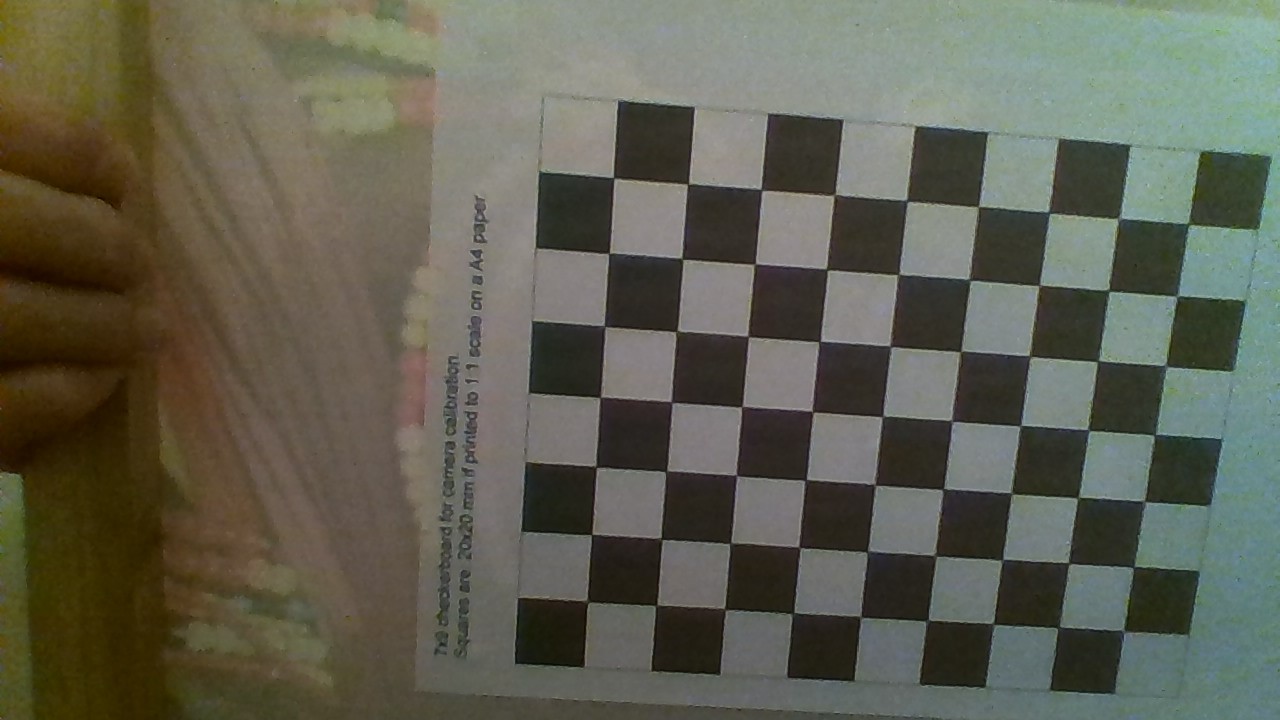 7x9 checkerboard for camera calibration.
Squares are 20x20 mm if printed to 1:1 scale on a A4 paper